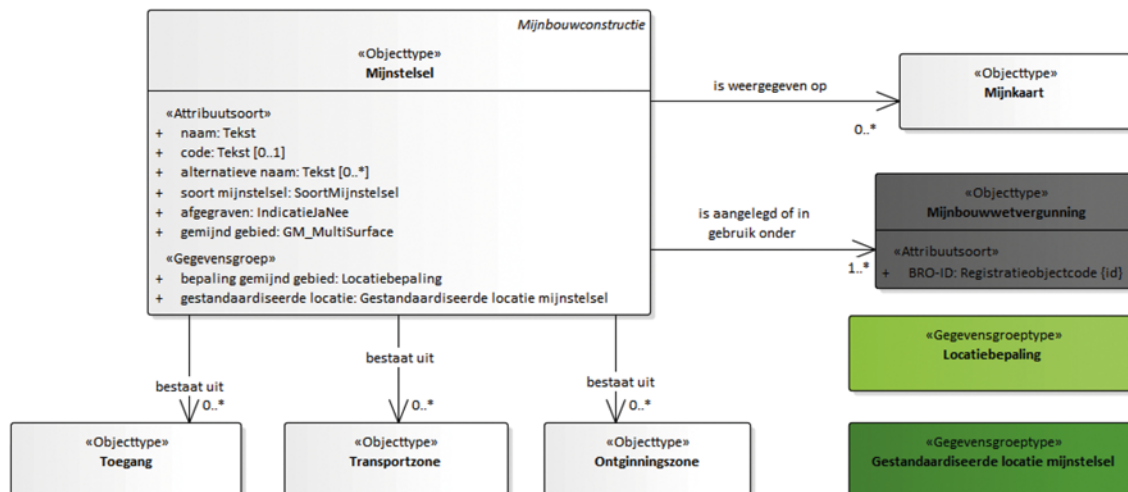 Mijnbouwconstructie
«Objecttype»
Mijnstelsel
«Attribuutsoort»
+ naam: Tekst
+ code: Tekst [0..1]
+ alternatieve naam: Tekst [0..*]
+ soort mijnstelsel: SoortMijnstelsel
+ afgegraven: IndicatieJaNee
+ gemijnd gebied: GM_MultiSurface
«Gegevensgroep»
+ bepaling gemijnd gebied: Locatiebepaling
+ gestandaardiseerde locatie: Gestandaardiseerde locatie mijnstelsel
is weergegeven op
0..*
«Objecttype»
Mijnkaart
is aangelegd of in
gebruik onder
1..*
«Objecttype»
Mijnbouwwetvergunning
«Attribuutsoort»
+ BRO-ID: Registratieobjectcode {id}
«Gegevensgroeptype»
Locatiebepaling
bestaat uit
0..*
bestaat uit
0..*
bestaat uit
0..*
«Objecttype»
Toegang
«Objecttype»
Transportzone
«Objecttype»
Ontginningszone
«Gegevensgroeptype»
Gestandaardiseerde locatie mijnstelsel